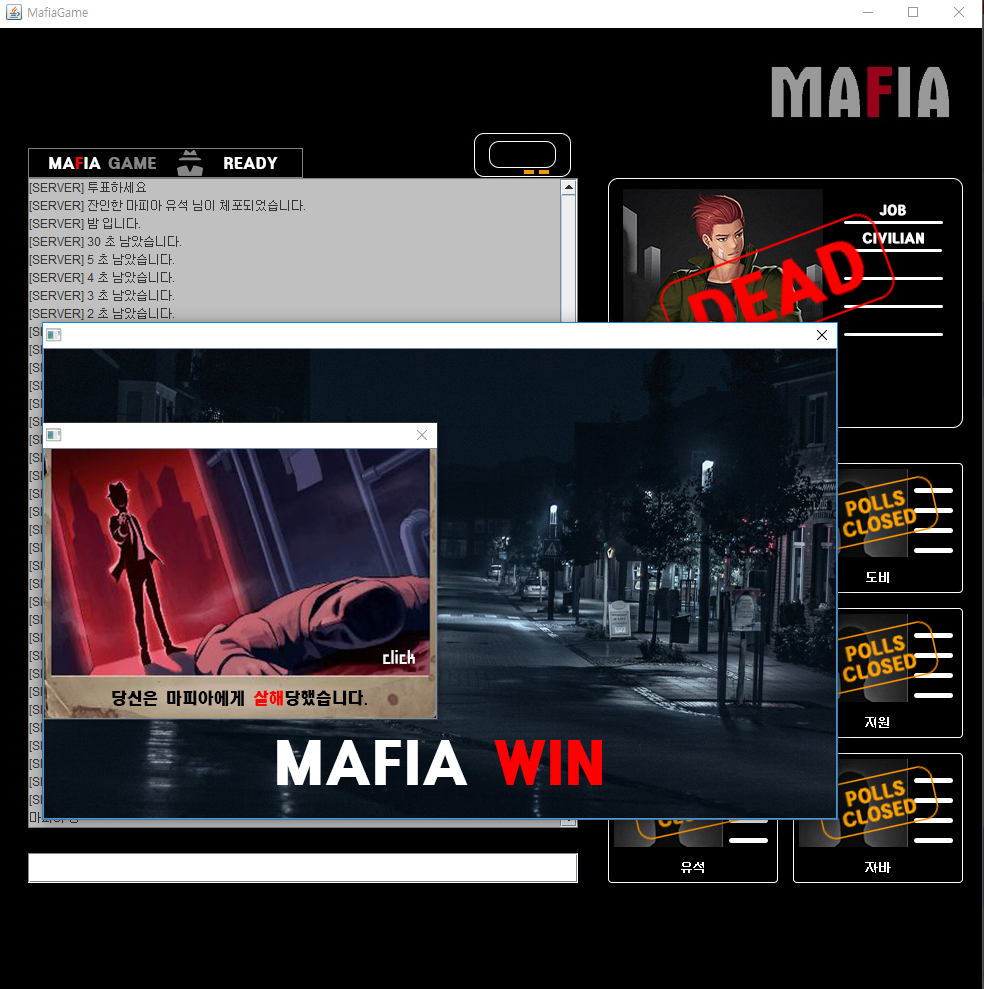 MafiaGame
MAFIA
MAFIA GAME READY
[SERVER] 투표하세요
[SERVER] 잔인한 마피아 유석 님이 체포되었습니다.
[SERVER] 밤 입니다.
[SERVER] 30 초 남았습니다.
[SERVER] 5 초 남았습니다.
[SERVER] 4 초 남았습니다.
[SERVER] 3 초 남았습니다.
[SERVER] 2 초 남았습니다.
JOB
CIVILIAN
DEAD
click
당신은 마피아에게 살해당했습니다.
MAFIA WIN
POLLS
CLOSED
도비
POLLS
CLOSED
지원
POLLS
CLOSED
유석
자바